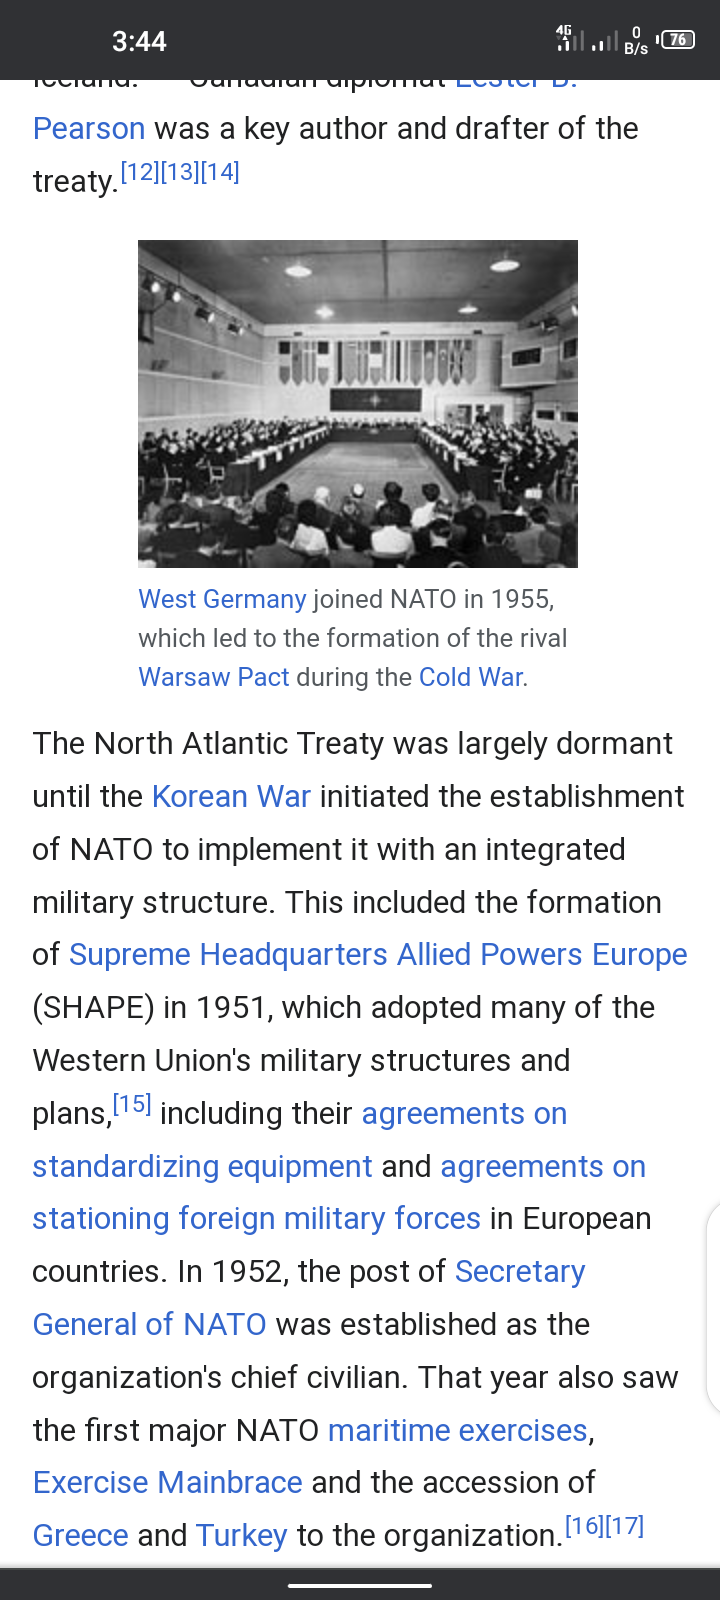 3:44
4G
0
B/s
76
Iceland. Canadian diplomat Lester B.
Pearson was a key author and drafter of the
treaty.[12][13][14]
West Germany joined NATO in 1955,
which led to the formation of the rival
Warsaw Pact during the Cold War.
The North Atlantic Treaty was largely dormant
until the Korean War initiated the establishment
of NATO to implement it with an integrated
military structure. This included the formation
of Supreme Headquarters Allied Powers Europe
(SHAPE) in 1951, which adopted many of the
Western Union's military structures and
plans,[15] including their agreements on
standardizing equipment and agreements on
stationing foreign military forces in European
countries. In 1952, the post of Secretary
General of NATO was established as the
organization's chief civilian. That year also saw
the first major NATO maritime exercises,
Exercise Mainbrace and the accession of
Greece and Turkey to the organization.[16][17]